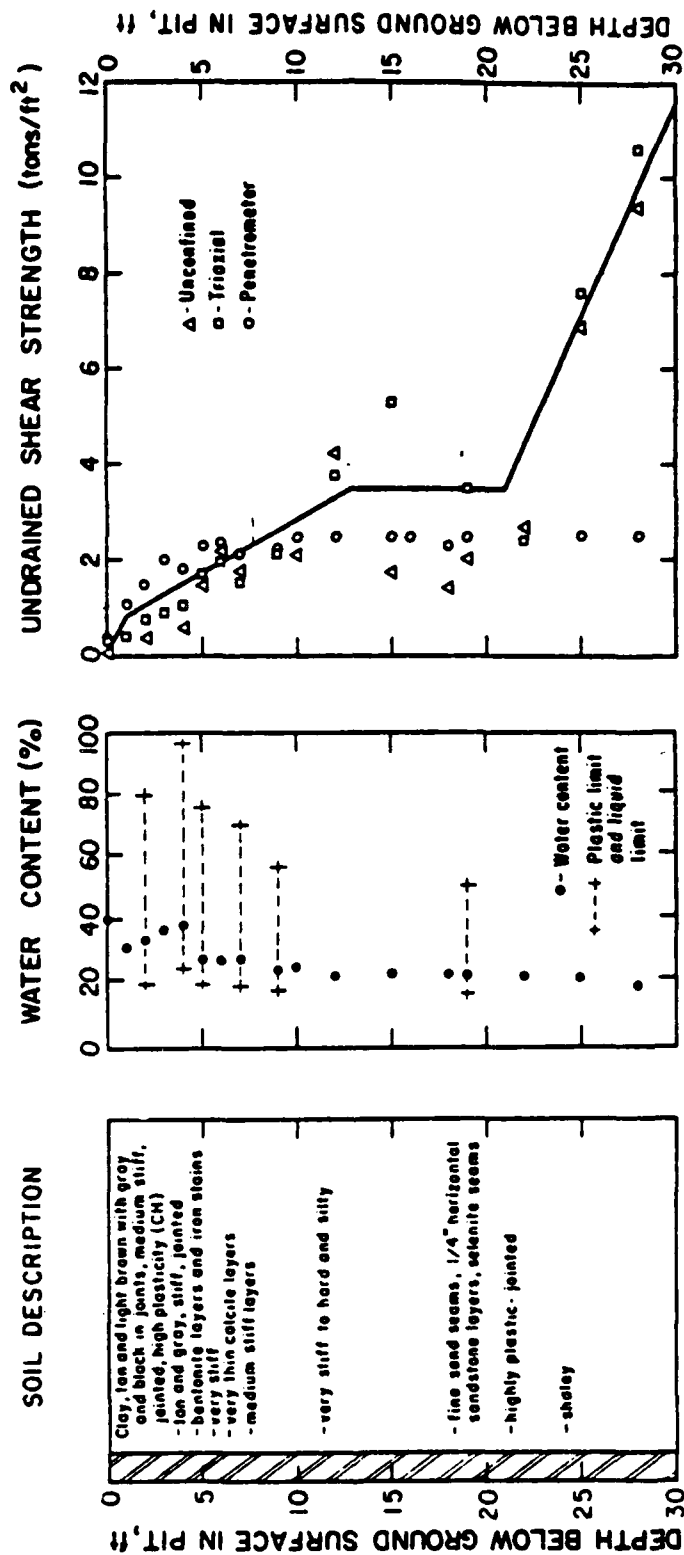 SOIL DESCRIPTION
WATER CONTENT (%)
UNDRAINED SHEAR STRENGTH (tons/ft²)
0 20 40 60 80 100
0 2 4 6 8 10 12
DEPTH BELOW GROUND SURFACE IN PIT, ft
0
5
10
15
20
25
30
Clay, tan and light brown with gray
and black in joints, medium stiff,
jointed, high plasticity (CH)
- tan and gray, stiff, jointed
- bentonite layers and iron stains
- very stiff
- very thin calcite layers
- medium stiff layers
- very stiff to hard and silty
- fine sand seams, 1/4" horizontal
sandstone layers, selenite seams
- highly plastic - jointed
- shaley
• - Water content
+---+ Plastic limit
and liquid
limit
△ - Unconfined
□ - Triaxial
○ - Penetrometer
DEPTH BELOW GROUND SURFACE IN PIT, ft
0
5
10
15
20
25
30